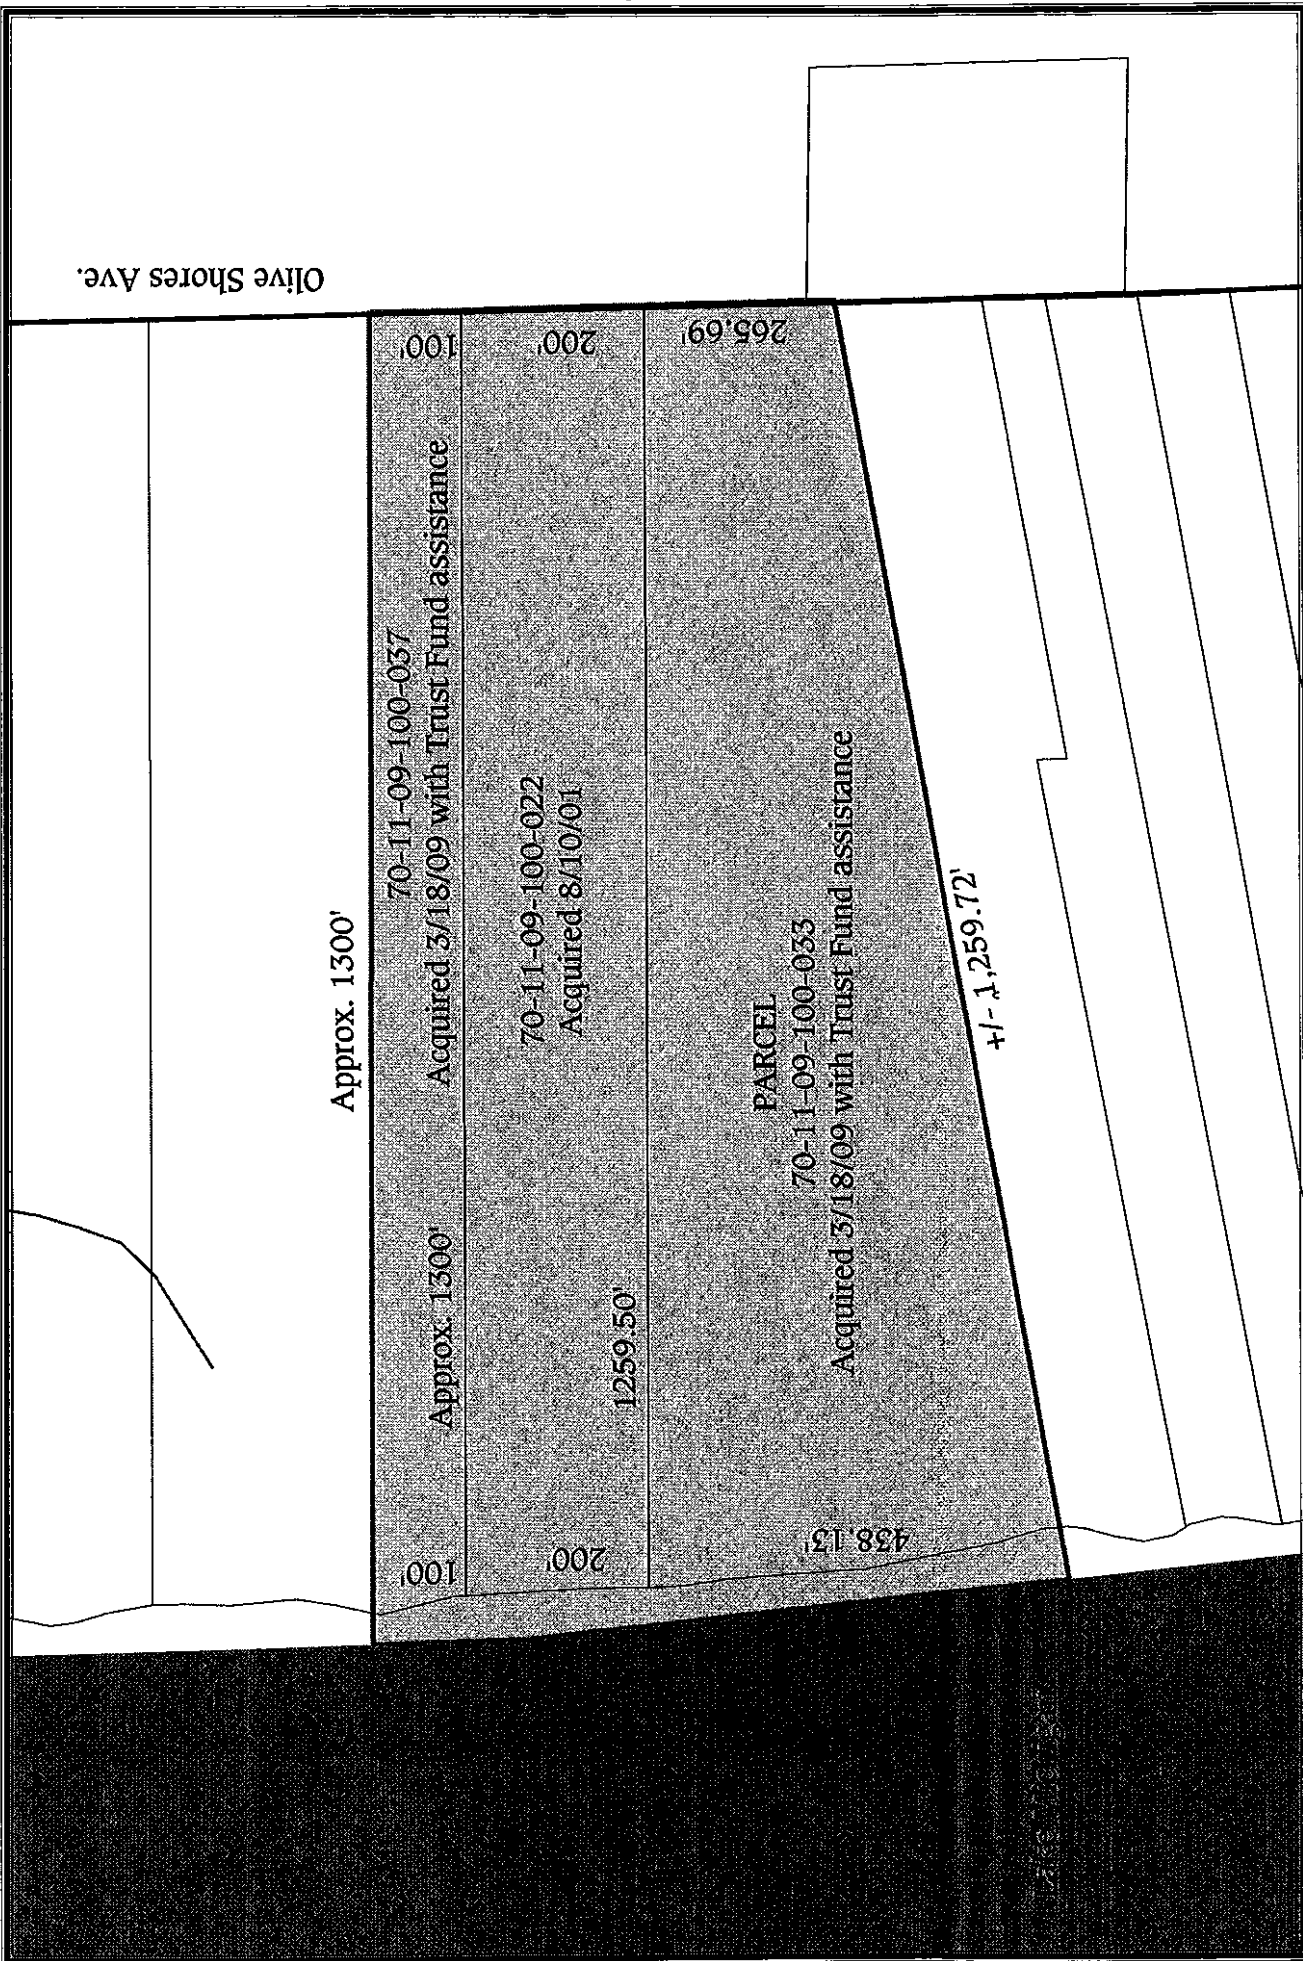 Olive Shores Ave.
Approx. 1300'
100'
70-11-09-100-037
Acquired 3/18/09 with Trust Fund assistance
Approx. 1300'
100'
200'
70-11-09-100-022
Acquired 8/10/01
200'
1259.50'
265.69'
PARCEL
70-11-09-100-033
Acquired 3/18/09 with Trust Fund assistance
438.13'
+/- 1,259.72'